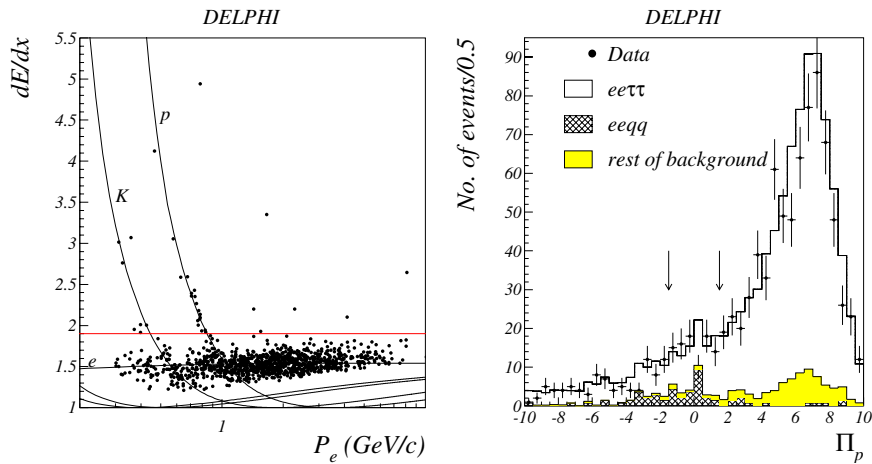 DELPHI
dE/dx
5.5
5
4.5
4
3.5
3
2.5
2
1.5
1
p
K
e
1
P_e (GeV/c)
DELPHI
No. of events/0.5
90
80
70
60
50
40
30
20
10
0
Data
eeττ
eeqq
rest of background
-10 -8 -6 -4 -2 0 2 4 6 8 10
Π_p